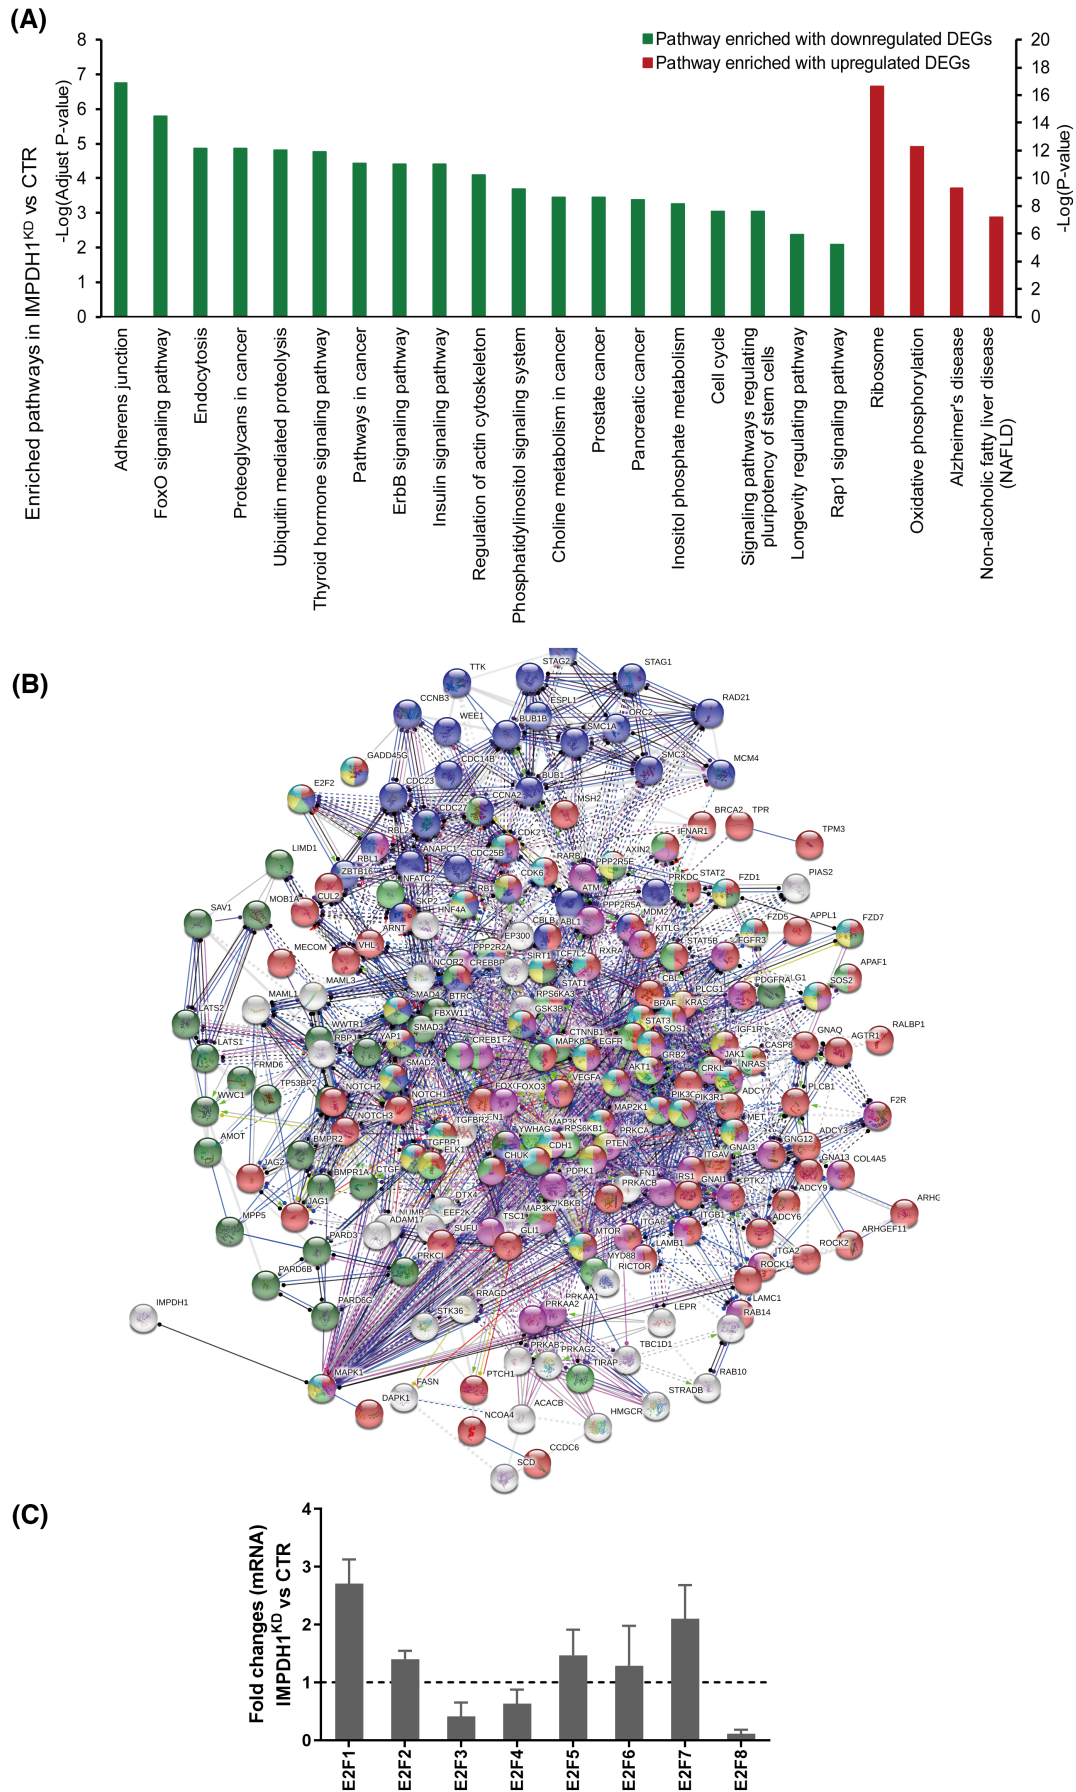 (A)
Enriched pathways in IMPDH1KD vs CTR
-Log(Adjust P-value)
8
7
6
5
4
3
2
1
0
Pathway enriched with downregulated DEGs
Pathway enriched with upregulated DEGs
20
18
16
14
12
10
8
6
4
2
0
-Log(P-value)
Adherens junction
FoxO signaling pathway
Endocytosis
Proteoglycans in cancer
Ubiquitin mediated proteolysis
Thyroid hormone signaling pathway
Pathways in cancer
ErbB signaling pathway
Insulin signaling pathway
Regulation of actin cytoskeleton
Phosphatidylinositol signaling system
Choline metabolism in cancer
Prostate cancer
Pancreatic cancer
Inositol phosphate metabolism
Cell cycle
Signaling pathways regulating
pluripotency of stem cells
Longevity regulating pathway
Rap1 signaling pathway
Ribosome
Oxidative phosphorylation
Alzheimer's disease
Non-alcoholic fatty liver disease
(NAFLD)
(B)
TTK
STAG2
STAG1
CCNB3
ESPL1
RAD21
WEE1
BUB1B
ORC2
SMC1A
GADD45G
CDC14B
SMC3
MCM4
E2F2
CDC23
BUB1
CCNA2
MSH2
CDC27
BRCA2
TPR
RBL2
CDK2
IFNAR1
TPM3
LIMD1
RBL1
ANAPC1
CDC25B
RARB
AXIN2
ZBTB16
NFATC2
CDK6
PPP2R5E
PRKDC
STAT2
FZD1
PIAS2
MOB1A
CUL2
SKP2
RB1
ATM
SAV1
ARNT
HNF4A
CBLB
ABL1
PPP2R5A
MDM2
FZD5
APPL1
FZD7
MECOM
VHL
EP300
KITLG
STAT5B
FGFR3
MAML3
NCOR2
PPP2R2A
CREBBP
SIRT1
TCF7L2
RXRA
CBL
APAF1
MAML1
SMAD4
BTRC
STAT1
PLCG1
PDGFRA
SOS2
LATS2
FBXW11
RPS6KA3
GSK3B
BRAF
KRAS
WWTR1
SMAD3
STAT3
SOS1
IGF1R
GNAQ
AGTR1
RALBP1
LATS1
RBPJ
YAP1
CREB1
CTNNB1
MAPK8
EGFR
GRB2
JAK1
CASP8
FRMD6
SMAD2
AKT1
CRKL
NRAS
TP53BP2
NOTCH2
FOXO3
VEGFA
ADCY7
PLCB1
WWC1
NOTCH1
PIK3R1
F2R
NOTCH3
TGFBR2
MAP2K1
MET
ADCY3
AMOT
BMPR2
YWHAG
RPS6KB1
PRKCA
GNG12
TGFBR1
CDH1
PTEN
GNAI3
ELK1
ITGAV
GNA13
COL4A5
JAG2
BMPR1A
CTGF
CHUK
PDPK1
FN1
PTK2
PRKACB
IRS1
GNAI1
ADCY9
JAG1
DTX4
IKBKB
ARHGEF11
MPP5
NUMB
EEF2K
TSC1
MAP3K7
ITGA6
ITGB1
ADCY6
PARD3
ADAM17
SUFU
GLI1
MTOR
LAMB1
ROCK2
PRKCI
MYD88
RICTOR
ITGA2
ROCK1
PARD6B
RRAGD
PRKAA1
LAMC1
IMPDH1
PARD6G
STK36
PRKAA2
LEPR
RAB14
TBC1D1
MAPK1
PRKAG2
TIRAP
RAB10
FASN
PTCH1
STRADB
DAPK1
ACACB
HMGCR
NCOA4
CCDC6
SCD
(C)
Fold changes (mRNA)
IMPDH1KD vs CTR
4
3
2
1
0
E2F1
E2F2
E2F3
E2F4
E2F5
E2F6
E2F7
E2F8